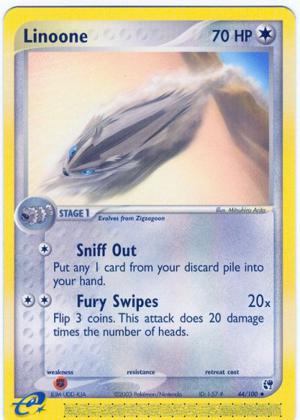 Linoone 70 HP
Illus. Mitsuhiro Arita
STAGE 1
Evolves from Zigzagoon
Sniff Out
Put any 1 card from your discard pile into
your hand.
Fury Swipes 20x
Flip 3 coins. This attack does 20 damage
times the number of heads.
weakness resistance retreat cost
©2003 Pokémon/Nintendo 44/100
e